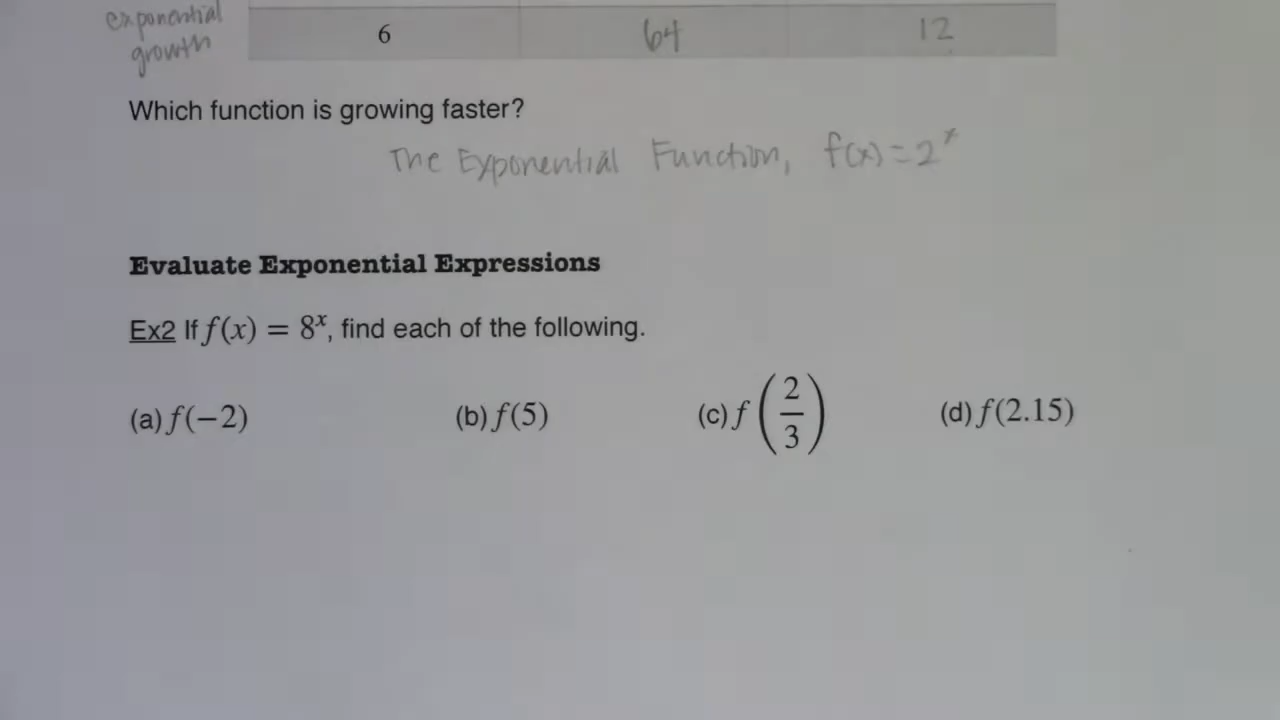 exponential
growth
6 64 12
Which function is growing faster?
The Exponential Function, f(x) = 2^x
Evaluate Exponential Expressions
Ex2 If f(x) = 8^x, find each of the following.
(a) f(−2) (b) f(5) (c) f(2/3) (d) f(2.15)